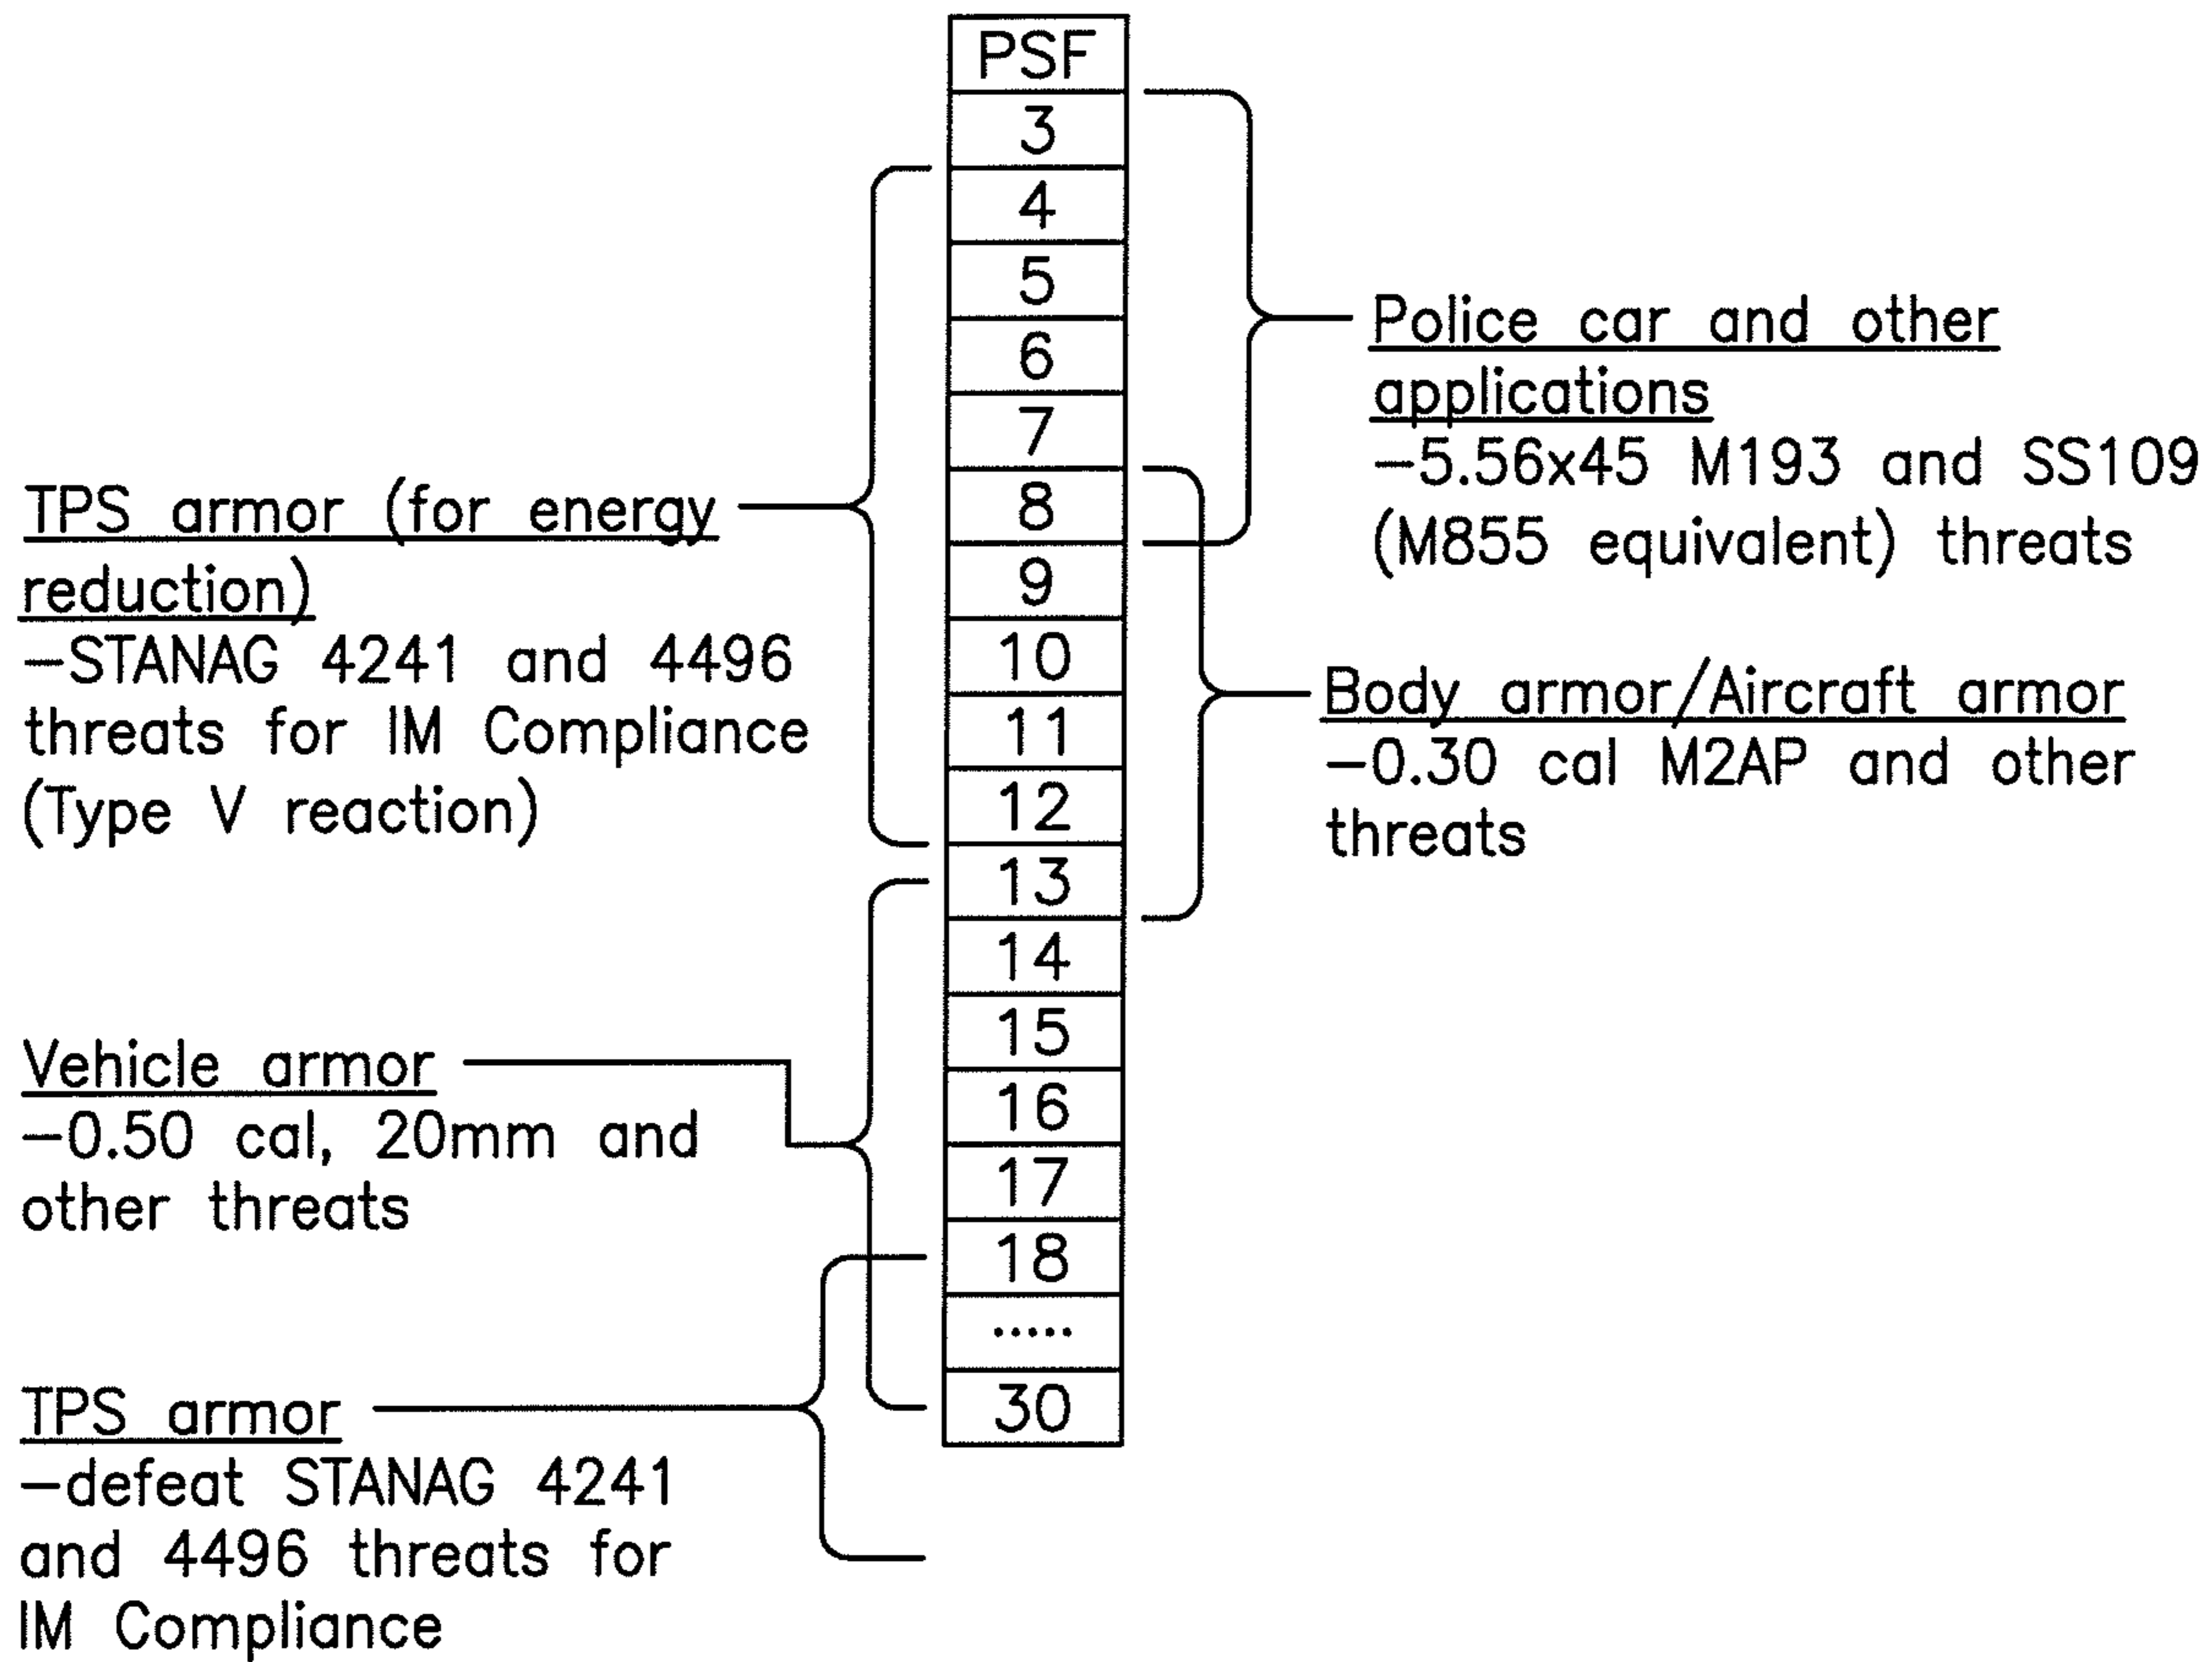 PSF
3
4
5
6
7
8
9
10
11
12
13
14
15
16
17
18
.....
30
TPS armor (for energy
reduction)
-STANAG 4241 and 4496
threats for IM Compliance
(Type V reaction)
Vehicle armor
-0.50 cal, 20mm and
other threats
TPS armor
-defeat STANAG 4241
and 4496 threats for
IM Compliance
Police car and other
applications
-5.56x45 M193 and SS109
(M855 equivalent) threats
Body armor/Aircraft armor
-0.30 cal M2AP and other
threats